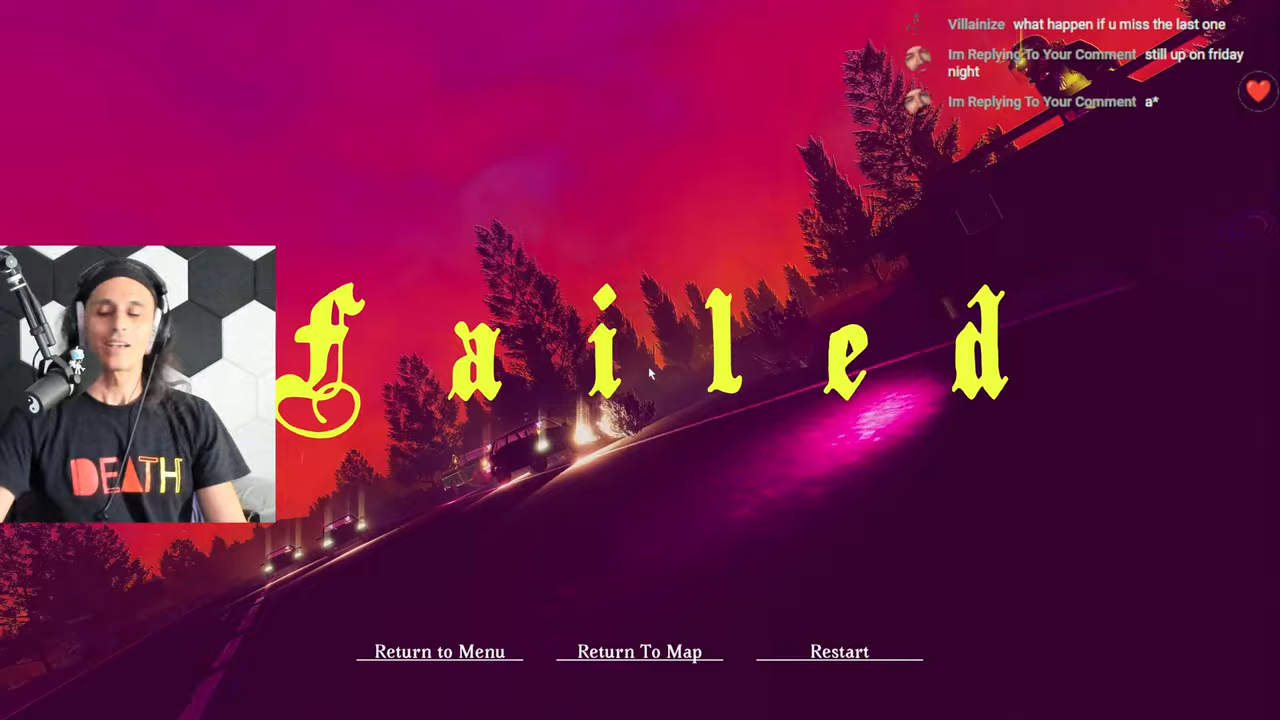 Villainize what happen if u miss the last one
Im Replying To Your Comment still up on friday
night
Im Replying To Your Comment a*
Failed
DEATH
Return to Menu Return To Map Restart